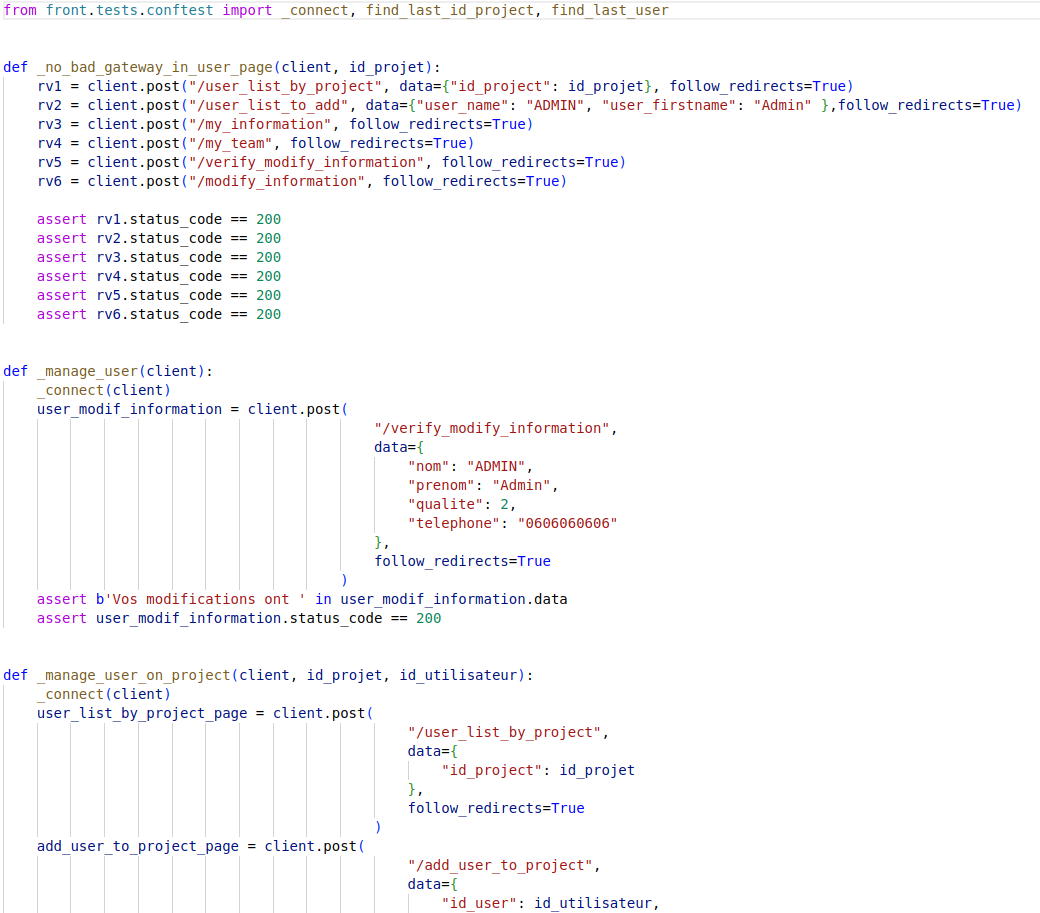 from front.tests.conftest import _connect, find_last_id_project, find_last_user
def _no_bad_gateway_in_user_page(client, id_projet):
    rv1 = client.post("/user_list_by_project", data={"id_project": id_projet}, follow_redirects=True)
    rv2 = client.post("/user_list_to_add", data={"user_name": "ADMIN", "user_firstname": "Admin" },follow_redirects=True)
    rv3 = client.post("/my_information", follow_redirects=True)
    rv4 = client.post("/my_team", follow_redirects=True)
    rv5 = client.post("/verify_modify_information", follow_redirects=True)
    rv6 = client.post("/modify_information", follow_redirects=True)
    assert rv1.status_code == 200
    assert rv2.status_code == 200
    assert rv3.status_code == 200
    assert rv4.status_code == 200
    assert rv5.status_code == 200
    assert rv6.status_code == 200
def _manage_user(client):
    _connect(client)
    user_modif_information = client.post(
                                            "/verify_modify_information",
                                            data={
                                                "nom": "ADMIN",
                                                "prenom": "Admin",
                                                "qualite": 2,
                                                "telephone": "0606060606"
                                            },
                                            follow_redirects=True
                                        )
    assert b'Vos modifications ont ' in user_modif_information.data
    assert user_modif_information.status_code == 200
def _manage_user_on_project(client, id_projet, id_utilisateur):
    _connect(client)
    user_list_by_project_page = client.post(
                                                "/user_list_by_project",
                                                data={
                                                    "id_project": id_projet
                                                },
                                                follow_redirects=True
                                            )
    add_user_to_project_page = client.post(
                                                "/add_user_to_project",
                                                data={
                                                    "id_user": id_utilisateur,